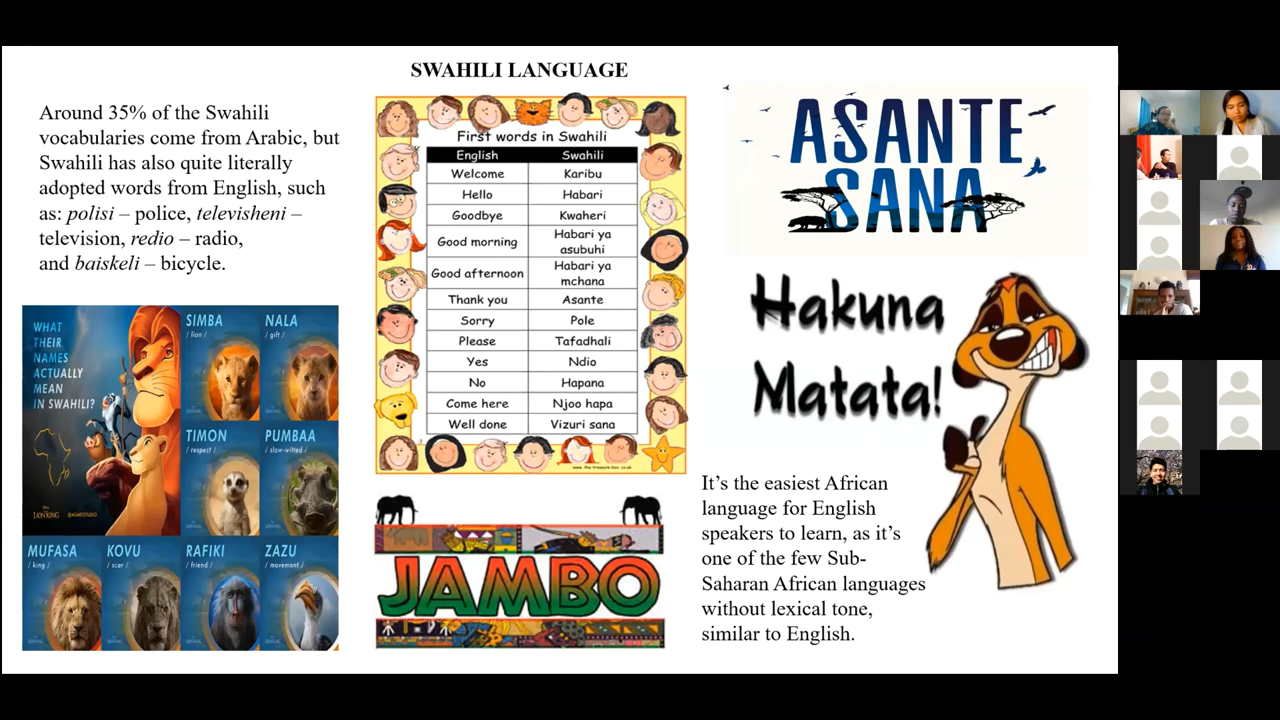 SWAHILI LANGUAGE
Around 35% of the Swahili
vocabularies come from Arabic, but
Swahili has also quite literally
adopted words from English, such
as: polisi – police, televisheni –
television, redio – radio,
and baiskeli – bicycle.
WHAT
THEIR
NAMES
ACTUALLY
MEAN
IN SWAHILI?
SIMBA
/ lion /
NALA
/ gift /
TIMON
/ respect /
PUMBAA
/ slow-witted /
Disney
THE
LION KING
MUFASA
/ king /
KOVU
/ scar /
RAFIKI
/ friend /
ZAZU
/ movement /
First words in Swahili
English Swahili
Welcome Karibu
Hello Habari
Goodbye Kwaheri
Good morning Habari ya
asubuhi
Good afternoon Habari ya
mchana
Thank you Asante
Sorry Pole
Please Tafadhali
Yes Ndio
No Hapana
Come here Njoo hapa
Well done Vizuri sana
JAMBO
ASANTE
SANA
Hakuna
Matata!
It’s the easiest African
language for English
speakers to learn, as it’s
one of the few Sub-
Saharan African languages
without lexical tone,
similar to English.